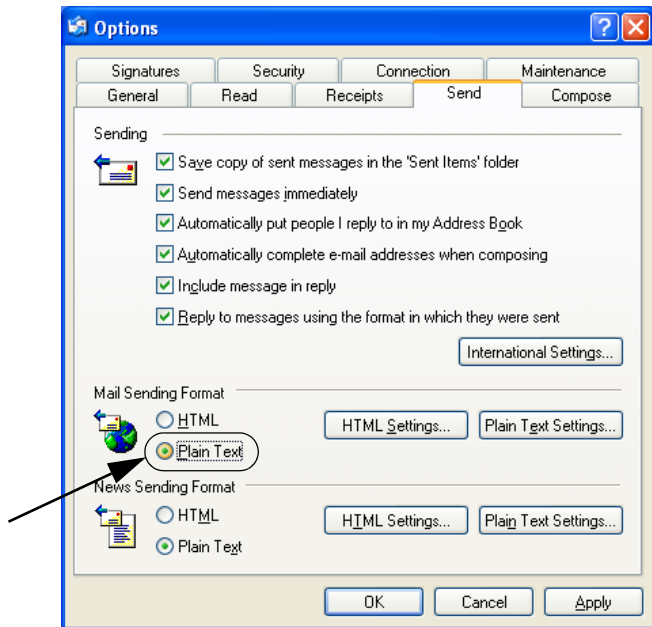 Options
Signatures Security Connection Maintenance
General Read Receipts Send Compose
Sending
Save copy of sent messages in the 'Sent Items' folder
Send messages immediately
Automatically put people I reply to in my Address Book
Automatically complete e-mail addresses when composing
Include message in reply
Reply to messages using the format in which they were sent
International Settings...
Mail Sending Format
HTML HTML Settings... Plain Text Settings...
Plain Text
News Sending Format
HTML HTML Settings... Plain Text Settings...
Plain Text
OK Cancel Apply